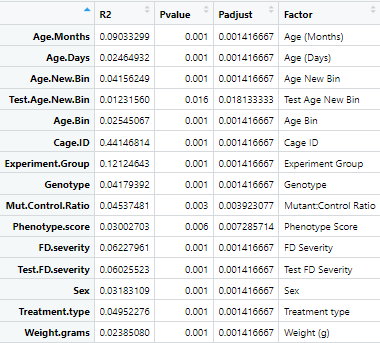 R2 Pvalue Padjust Factor
Age.Months 0.09033299 0.001 0.001416667 Age (Months)
Age.Days 0.02464932 0.001 0.001416667 Age (Days)
Age.New.Bin 0.04156249 0.001 0.001416667 Age New Bin
Test.Age.New.Bin 0.01231560 0.016 0.018133333 Test Age New Bin
Age.Bin 0.02545067 0.001 0.001416667 Age Bin
Cage.ID 0.44146814 0.001 0.001416667 Cage ID
Experiment.Group 0.12124643 0.001 0.001416667 Experiment Group
Genotype 0.04179392 0.001 0.001416667 Genotype
Mut.Control.Ratio 0.04537481 0.003 0.003923077 Mutant:Control Ratio
Phenotype.score 0.03002703 0.006 0.007285714 Phenotype Score
FD.severity 0.06227961 0.001 0.001416667 FD Severity
Test.FD.severity 0.06025523 0.001 0.001416667 Test FD Severity
Sex 0.03183109 0.001 0.001416667 Sex
Treatment.type 0.04952276 0.001 0.001416667 Treatment type
Weight.grams 0.02385080 0.001 0.001416667 Weight (g)